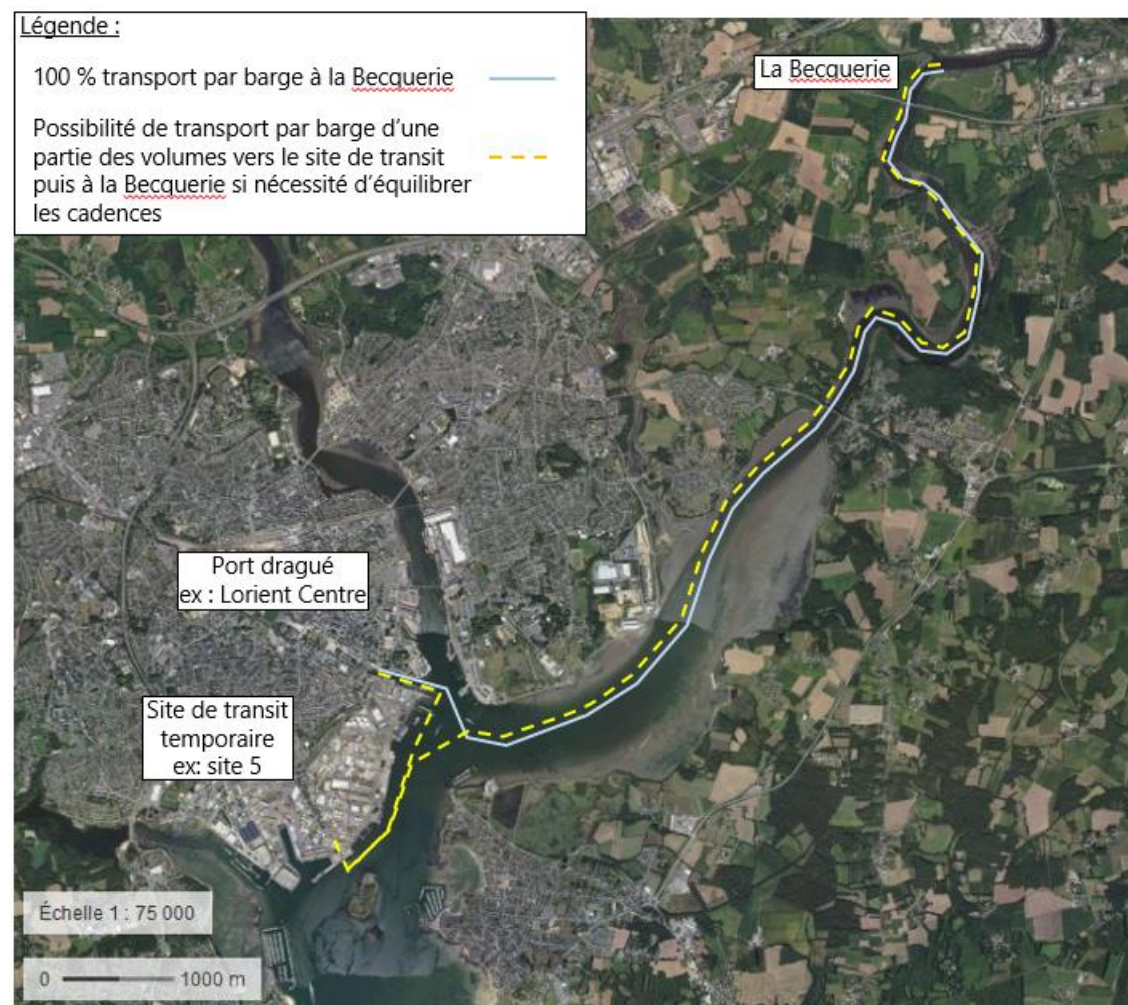 Légende :
100 % transport par barge à la Becquerie
Possibilité de transport par barge d'une
partie des volumes vers le site de transit
puis à la Becquerie si nécessité d'équilibrer
les cadences
La Becquerie
Port dragué
ex : Lorient Centre
Site de transit
temporaire
ex: site 5
Échelle 1 : 75 000
0 1000 m